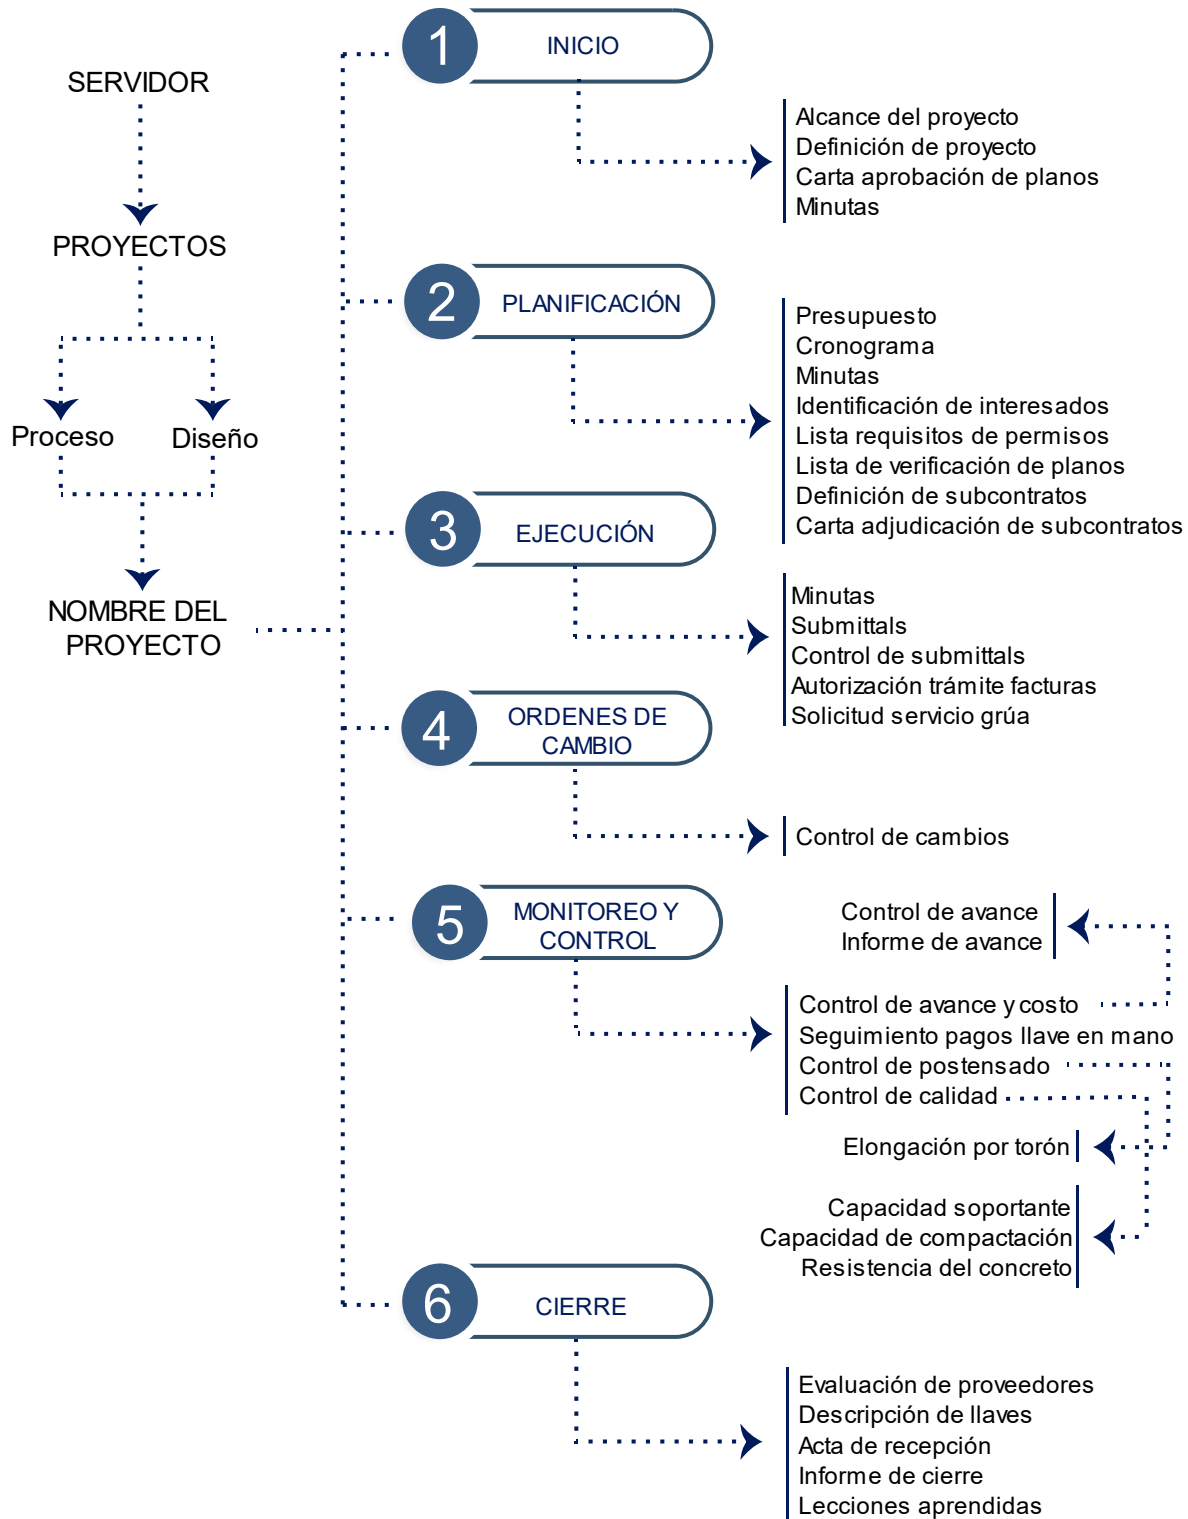 SERVIDOR
PROYECTOS
Proceso
Diseño
NOMBRE DEL
PROYECTO
1
INICIO
Alcance del proyecto
Definición de proyecto
Carta aprobación de planos
Minutas
2
PLANIFICACIÓN
Presupuesto
Cronograma
Minutas
Identificación de interesados
Lista requisitos de permisos
Lista de verificación de planos
Definición de subcontratos
Carta adjudicación de subcontratos
3
EJECUCIÓN
Minutas
Submittals
Control de submittals
Autorización trámite facturas
Solicitud servicio grúa
4
ORDENES DE
CAMBIO
Control de cambios
5
MONITOREO Y
CONTROL
Control de avance
Informe de avance
Control de avance y costo
Seguimiento pagos llave en mano
Control de postensado
Control de calidad
Elongación por torón
Capacidad soportante
Capacidad de compactación
Resistencia del concreto
6
CIERRE
Evaluación de proveedores
Descripción de llaves
Acta de recepción
Informe de cierre
Lecciones aprendidas